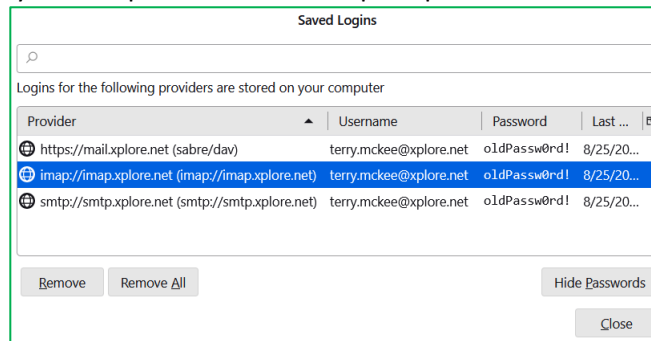 Saved Logins
Logins for the following providers are stored on your computer
Provider Username Password Last ...
https://mail.xplore.net (sabre/dav) terry.mckee@xplore.net oldPassw0rd! 8/25/20...
imap://imap.xplore.net (imap://imap.xplore.net) terry.mckee@xplore.net oldPassw0rd! 8/25/20...
smtp://smtp.xplore.net (smtp://smtp.xplore.net) terry.mckee@xplore.net oldPassw0rd! 8/25/20...
Remove Remove All Hide Passwords
Close